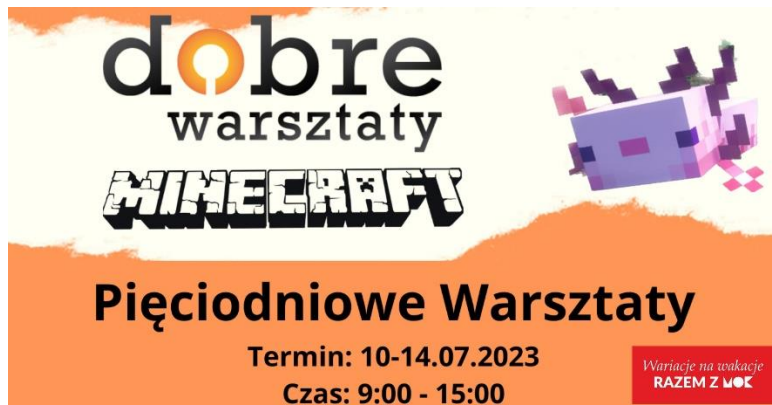 dobre
warsztaty
MINECRAFT
Pięciodniowe Warsztaty
Termin: 10-14.07.2023
Czas: 9:00 - 15:00
Wariacje na wakacje
RAZEM Z MOK